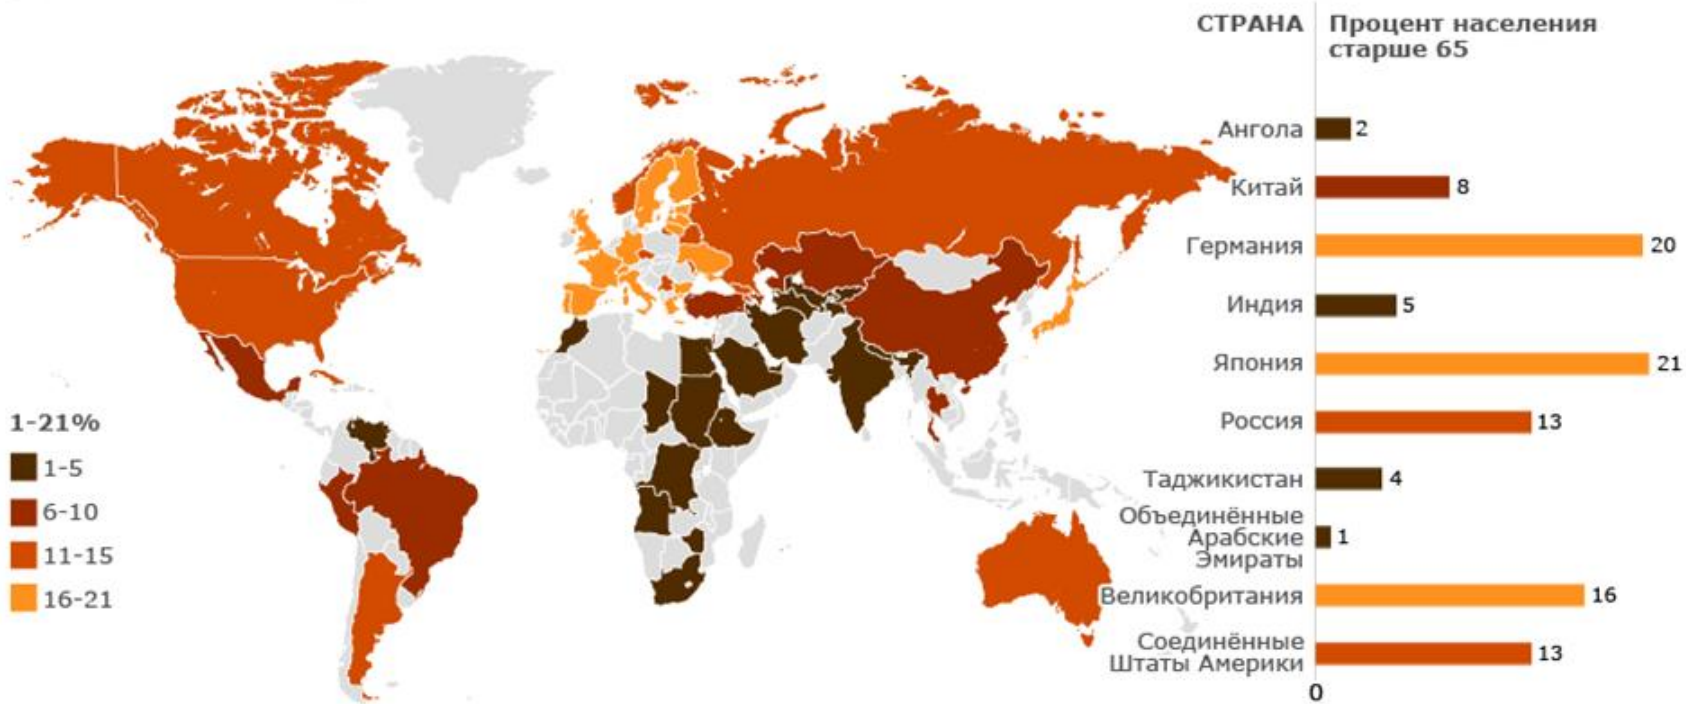 СТРАНА
Процент населения
старше 65
Ангола 2
Китай 8
Германия 20
Индия 5
Япония 21
Россия 13
Таджикистан 4
Объединённые
Арабские
Эмираты
1
Великобритания 16
Соединённые
Штаты Америки
13
0
1-21%
1-5
6-10
11-15
16-21